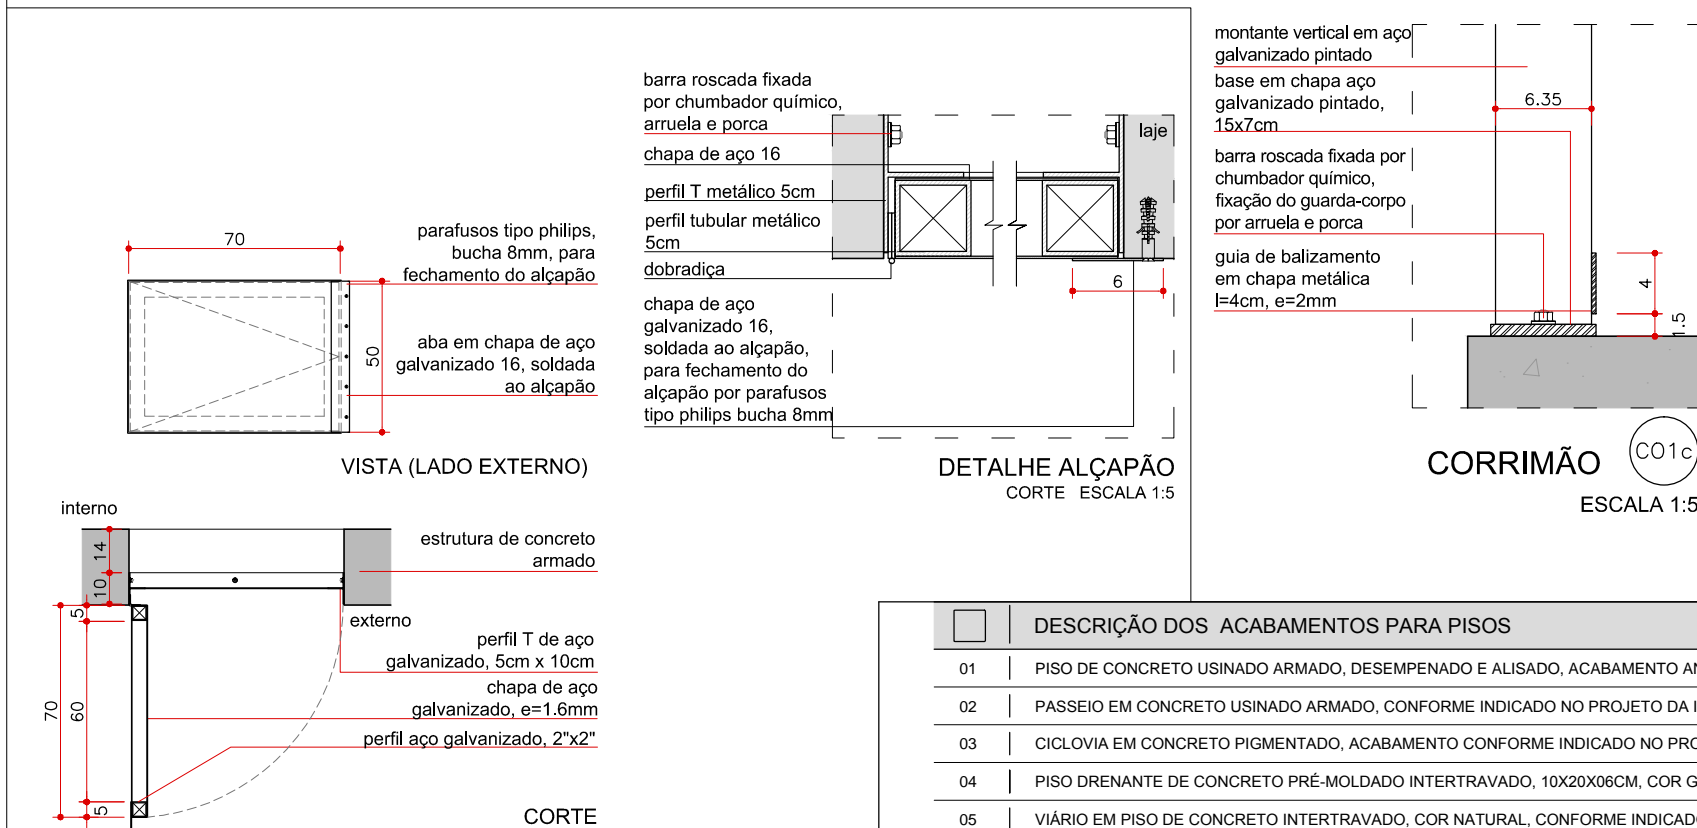 70
parafusos tipo philips,
bucha 8mm, para
fechamento do alçapão
50
aba em chapa de aço
galvanizado 16, soldada
ao alçapão
VISTA (LADO EXTERNO)
barra roscada fixada
por chumbador químico,
arruela e porca
chapa de aço 16
perfil T metálico 5cm
perfil tubular metálico
5cm
dobradiça
chapa de aço
galvanizado 16,
soldada ao alçapão,
para fechamento do
alçapão por parafusos
tipo philips bucha 8mm
laje
6
DETALHE ALÇAPÃO
CORTE ESCALA 1:5
montante vertical em aço
galvanizado pintado
base em chapa aço
galvanizado pintado,
15x7cm
barra roscada fixada por
chumbador químico,
fixação do guarda-corpo
por arruela e porca
guia de balizamento
em chapa metálica
l=4cm, e=2mm
6.35
4
1.5
CORRIMÃO
CO1c
ESCALA 1:5
interno
14
10
5
70
60
5
estrutura de concreto
armado
externo
perfil T de aço
galvanizado, 5cm x 10cm
chapa de aço
galvanizado, e=1.6mm
perfil aço galvanizado, 2"x2"
CORTE
DESCRIÇÃO DOS ACABAMENTOS PARA PISOS
01 PISO DE CONCRETO USINADO ARMADO, DESEMPENADO E ALISADO, ACABAMENTO
02 PASSEIO EM CONCRETO USINADO ARMADO, CONFORME INDICADO NO PROJETO DA
03 CICLOVIA EM CONCRETO PIGMENTADO, ACABAMENTO CONFORME INDICADO NO
04 PISO DRENANTE DE CONCRETO PRÉ-MOLDADO INTERTRAVADO, 10X20X06CM, COR
05 VIÁRIO EM PISO DE CONCRETO INTERTRAVADO, COR NATURAL, CONFORME